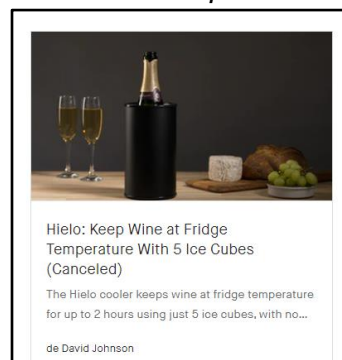 Hielo: Keep Wine at Fridge
Temperature With 5 Ice Cubes
(Canceled)
The Hielo cooler keeps wine at fridge temperature
for up to 2 hours using just 5 ice cubes, with no...
de David Johnson